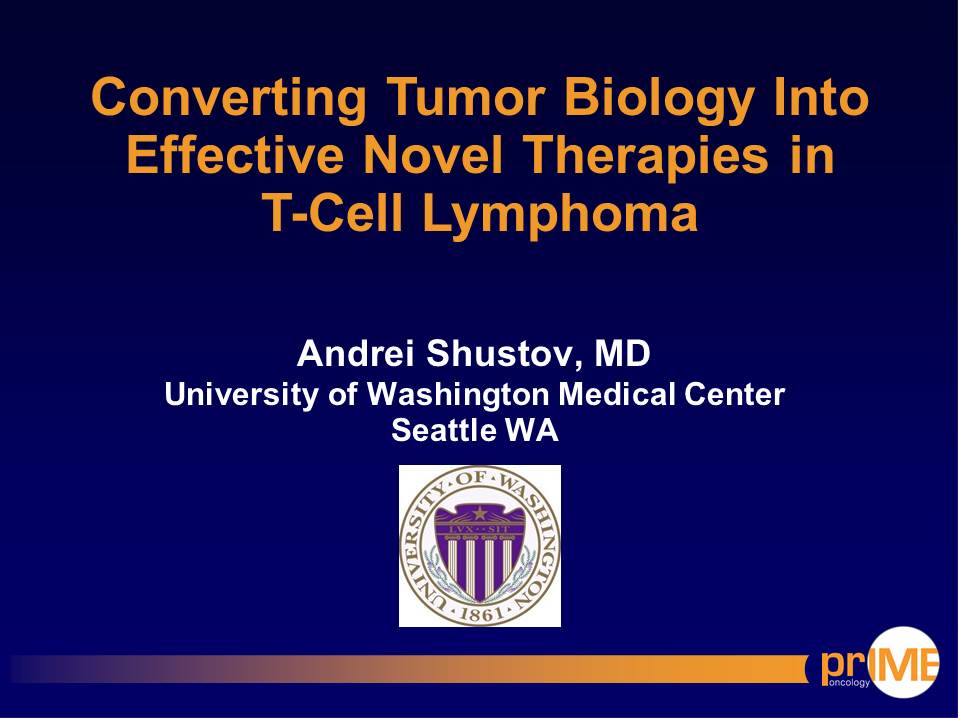 Converting Tumor Biology Into
Effective Novel Therapies in
T-Cell Lymphoma
Andrei Shustov, MD
University of Washington Medical Center
Seattle WA
UNIVERSITY·OF·WASHINGTON
LVX··SIT
1861
prIME
oncology